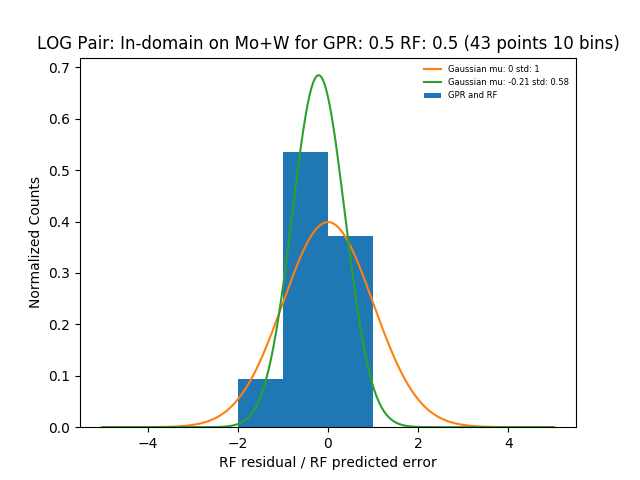 LOG Pair: In-domain on Mo+W for GPR: 0.5 RF: 0.5 (43 points 10 bins)
Gaussian mu: 0 std: 1
Gaussian mu: -0.21 std: 0.58
GPR and RF
0.7
0.6
0.5
0.4
0.3
0.2
0.1
0.0
Normalized Counts
−4 −2 0 2 4
RF residual / RF predicted error